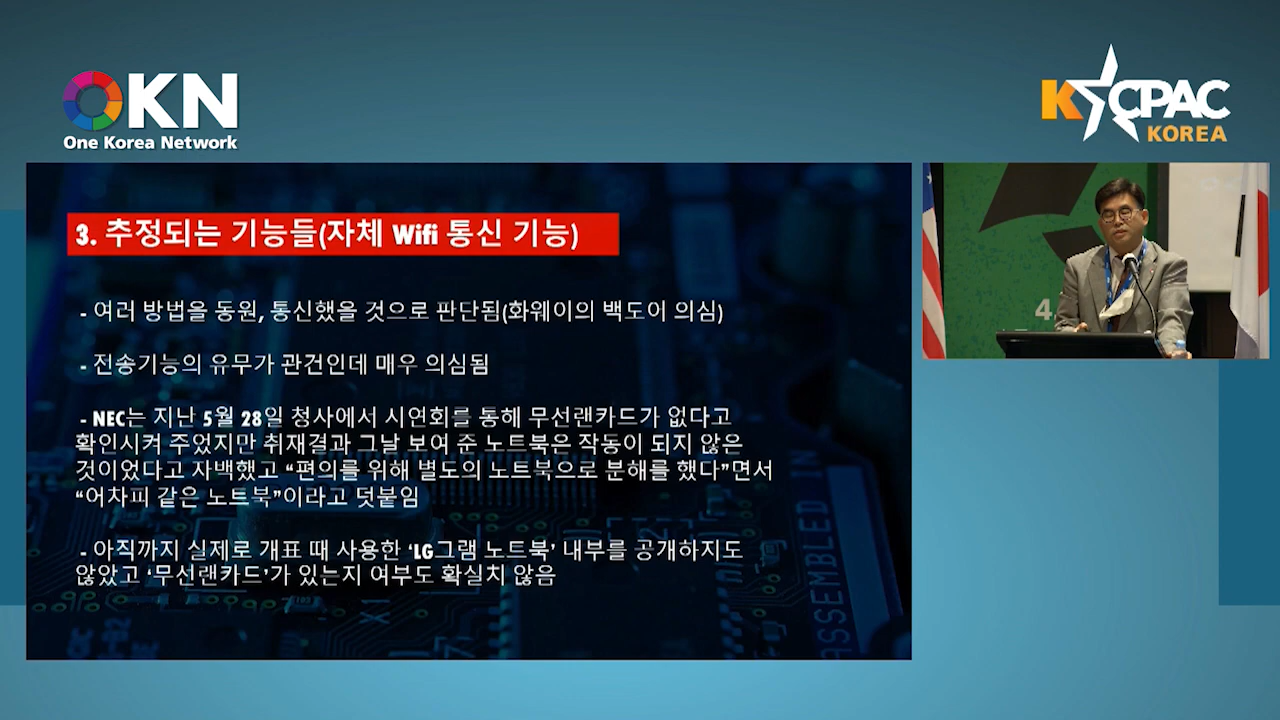 OKN
One Korea Network
KCPAC
KOREA
3. 추정되는 기능들(자체 Wifi 통신 기능)
- 여러 방법을 동원, 통신했을 것으로 판단됨(화웨이의 백도어 의심)
- 전송기능의 유무가 관건인데 매우 의심됨
- NEC는 지난 5월 28일 청사에서 시연회를 통해 무선랜카드가 없다고
확인시켜 주었지만 취재결과 그날 보여 준 노트북은 작동이 되지 않은
것이었다고 자백했고 “편의를 위해 별도의 노트북으로 분해를 했다”면서
“어차피 같은 노트북”이라고 덧붙임
- 아직까지 실제로 개표 때 사용한 ‘LG그램 노트북’ 내부를 공개하지도
않았고 ‘무선랜카드’가 있는지 여부도 확실치 않음
ASSEMBLED IN
X1
4